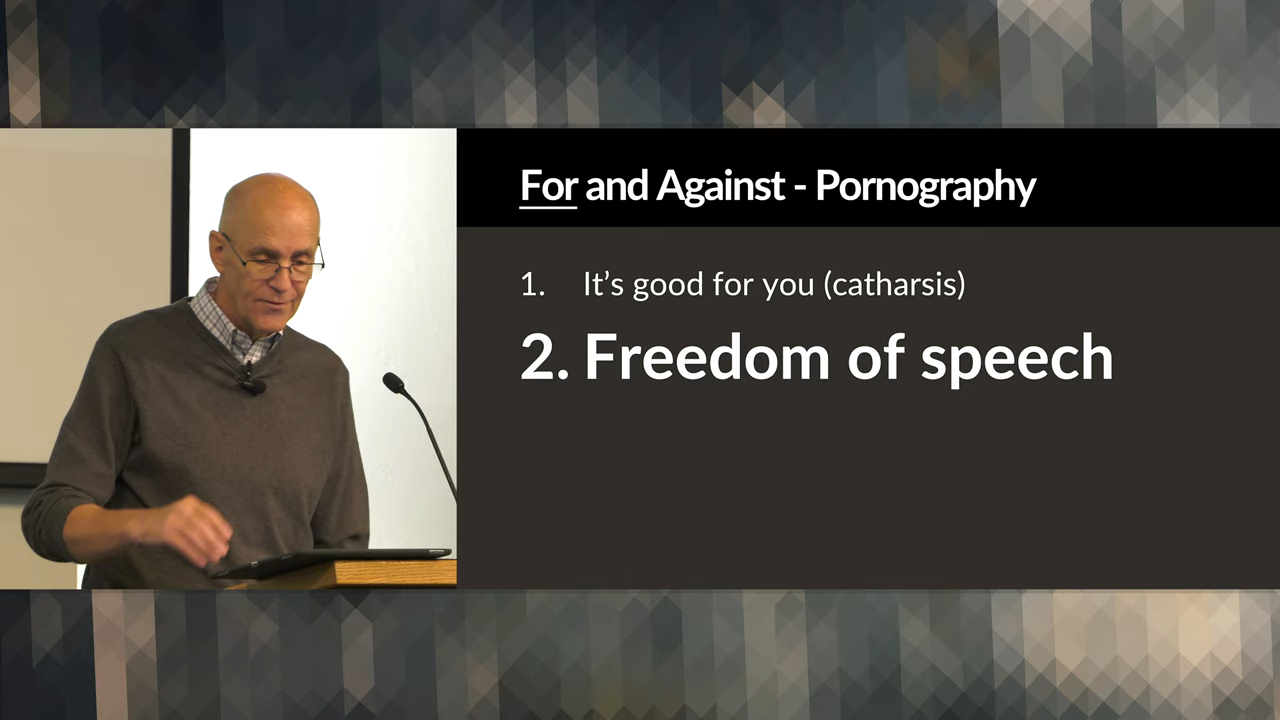 For and Against - Pornography
1. It’s good for you (catharsis)
2. Freedom of speech